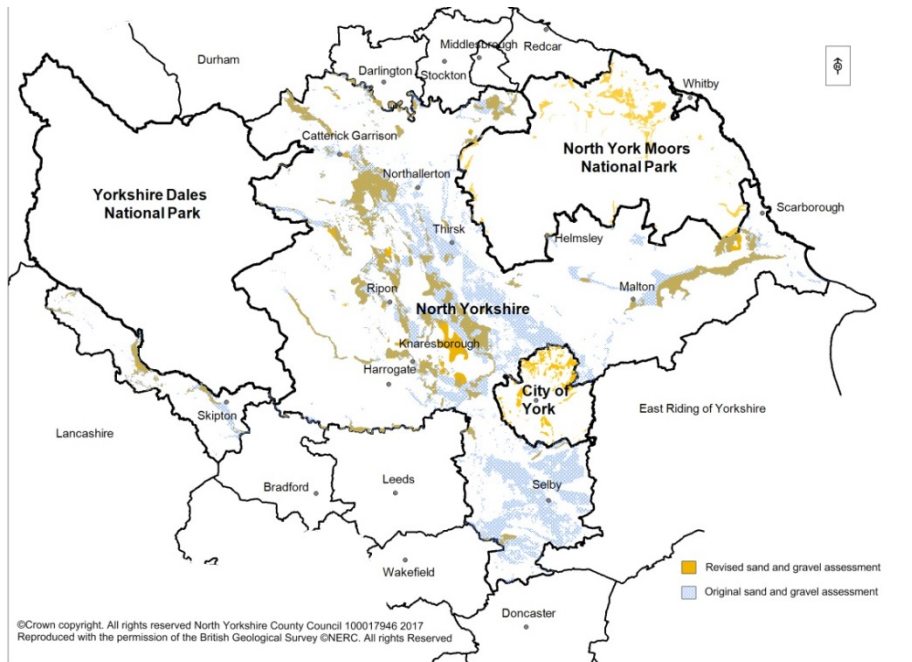 Durham
Middlesbrough
Redcar
Darlington
Stockton
Whitby
Catterick Garrison
North York Moors
National Park
Northallerton
Yorkshire Dales
National Park
Scarborough
Thirsk
Helmsley
Ripon
Malton
North Yorkshire
Knaresborough
Harrogate
City of
York
Skipton
East Riding of Yorkshire
Lancashire
Bradford
Leeds
Selby
Wakefield
Revised sand and gravel assessment
Original sand and gravel assessment
Doncaster
©Crown copyright. All rights reserved North Yorkshire County Council 100017946 2017
Reproduced with the permission of the British Geological Survey ©NERC. All rights Reserved